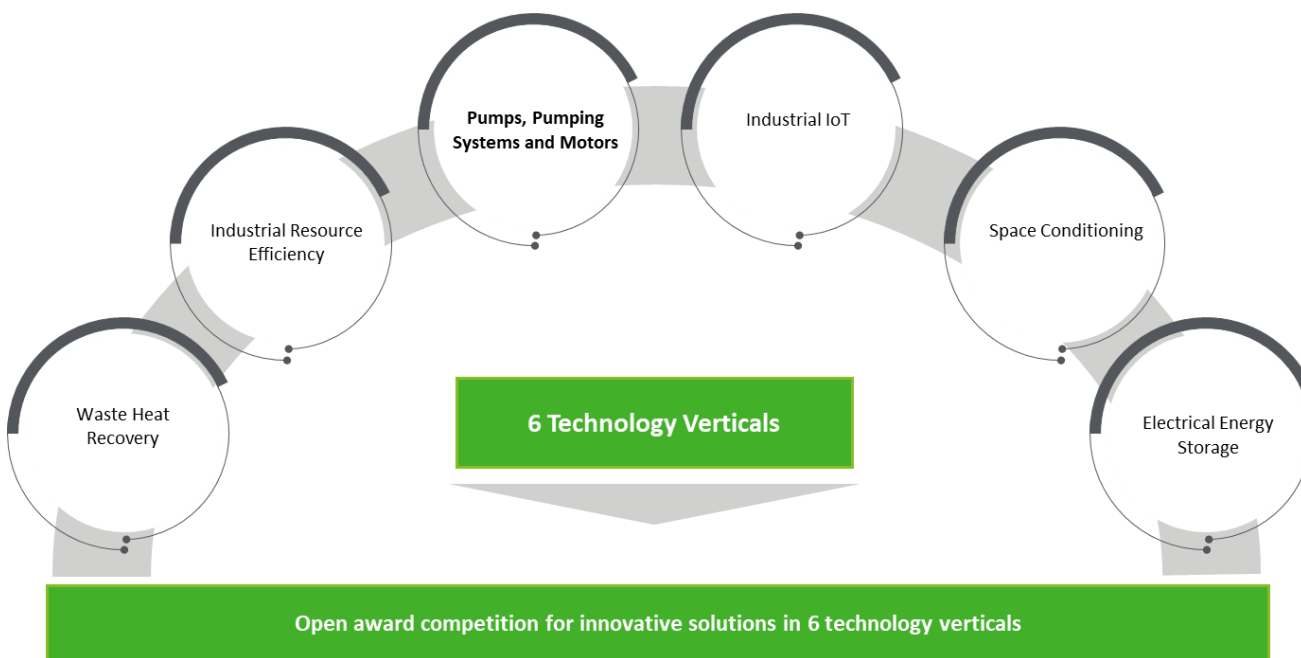 Pumps, Pumping
Systems and Motors
Industrial IoT
Industrial Resource
Efficiency
Space Conditioning
Waste Heat
Recovery
6 Technology Verticals
Electrical Energy
Storage
Open award competition for innovative solutions in 6 technology verticals